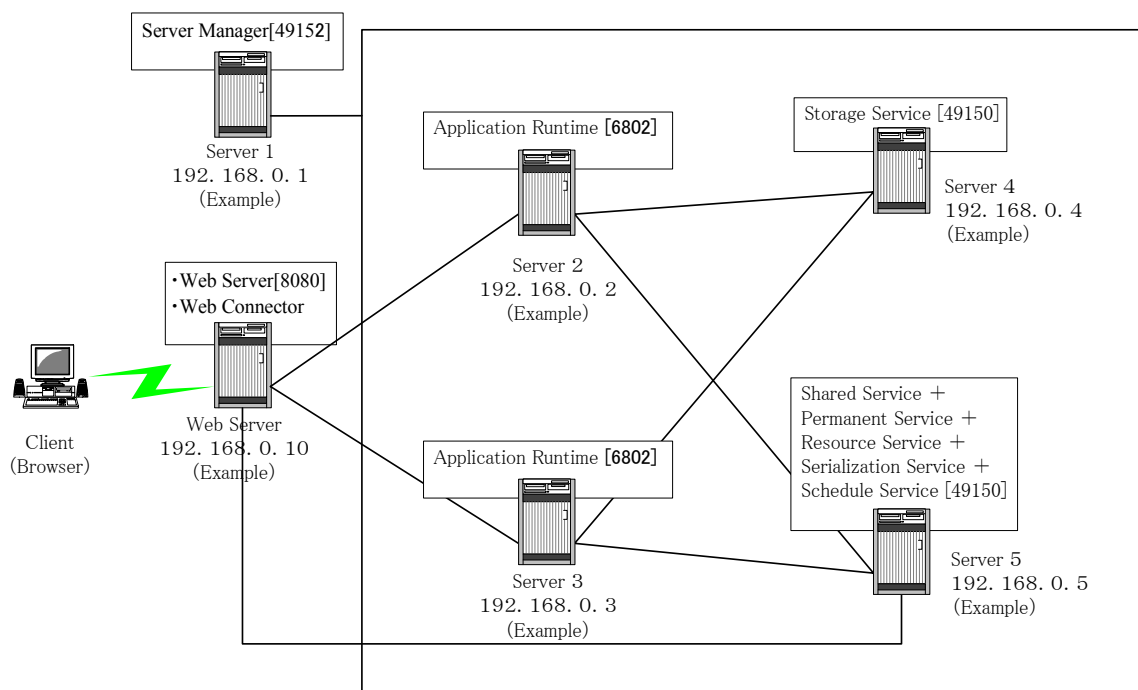 Server Manager[49152]
Server 1
192. 168. 0. 1
(Example)
Application Runtime [6802]
Server 2
192. 168. 0. 2
(Example)
Storage Service [49150]
Server 4
192. 168. 0. 4
(Example)
・Web Server[8080]
・Web Connector
Web Server
192. 168. 0. 10
(Example)
Client
(Browser)
Application Runtime [6802]
Server 3
192. 168. 0. 3
(Example)
Shared Service ＋
Permanent Service ＋
Resource Service ＋
Serialization Service ＋
Schedule Service [49150]
Server 5
192. 168. 0. 5
(Example)